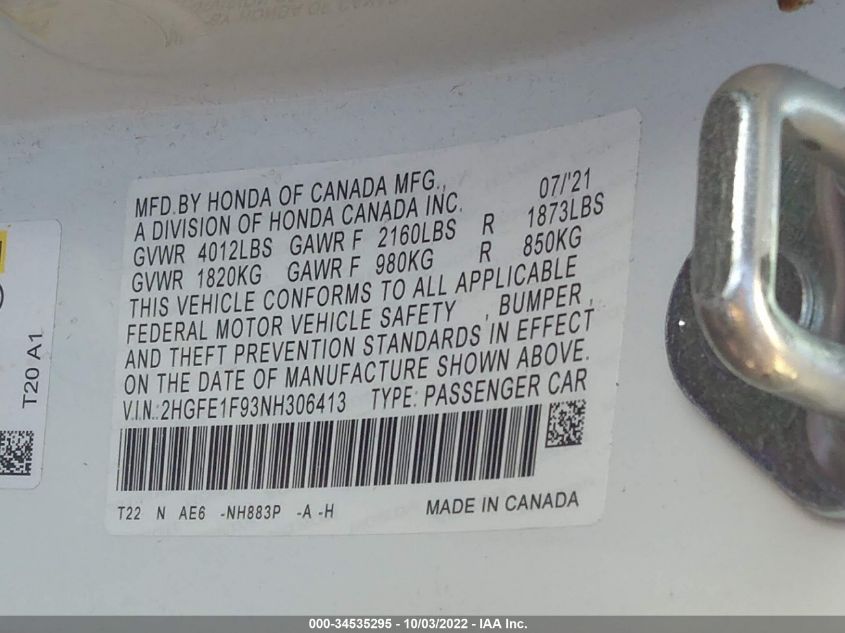 MFD.BY HONDA OF CANADA MFG., 07/'21
A DIVISION OF HONDA CANADA INC.
GVWR 4012LBS GAWR F 2160LBS R 1873LBS
GVWR 1820KG GAWR F 980KG R 850KG
THIS VEHICLE CONFORMS TO ALL APPLICABLE
FEDERAL MOTOR VEHICLE SAFETY , BUMPER ,
AND THEFT PREVENTION STANDARDS IN EFFECT
ON THE DATE OF MANUFACTURE SHOWN ABOVE.
V.I.N.:2HGFE1F93NH306413 TYPE: PASSENGER CAR
T22 N AE6 -NH883P -A -H MADE IN CANADA
T20 A1
000-34535295 - 10/03/2022 - IAA Inc.